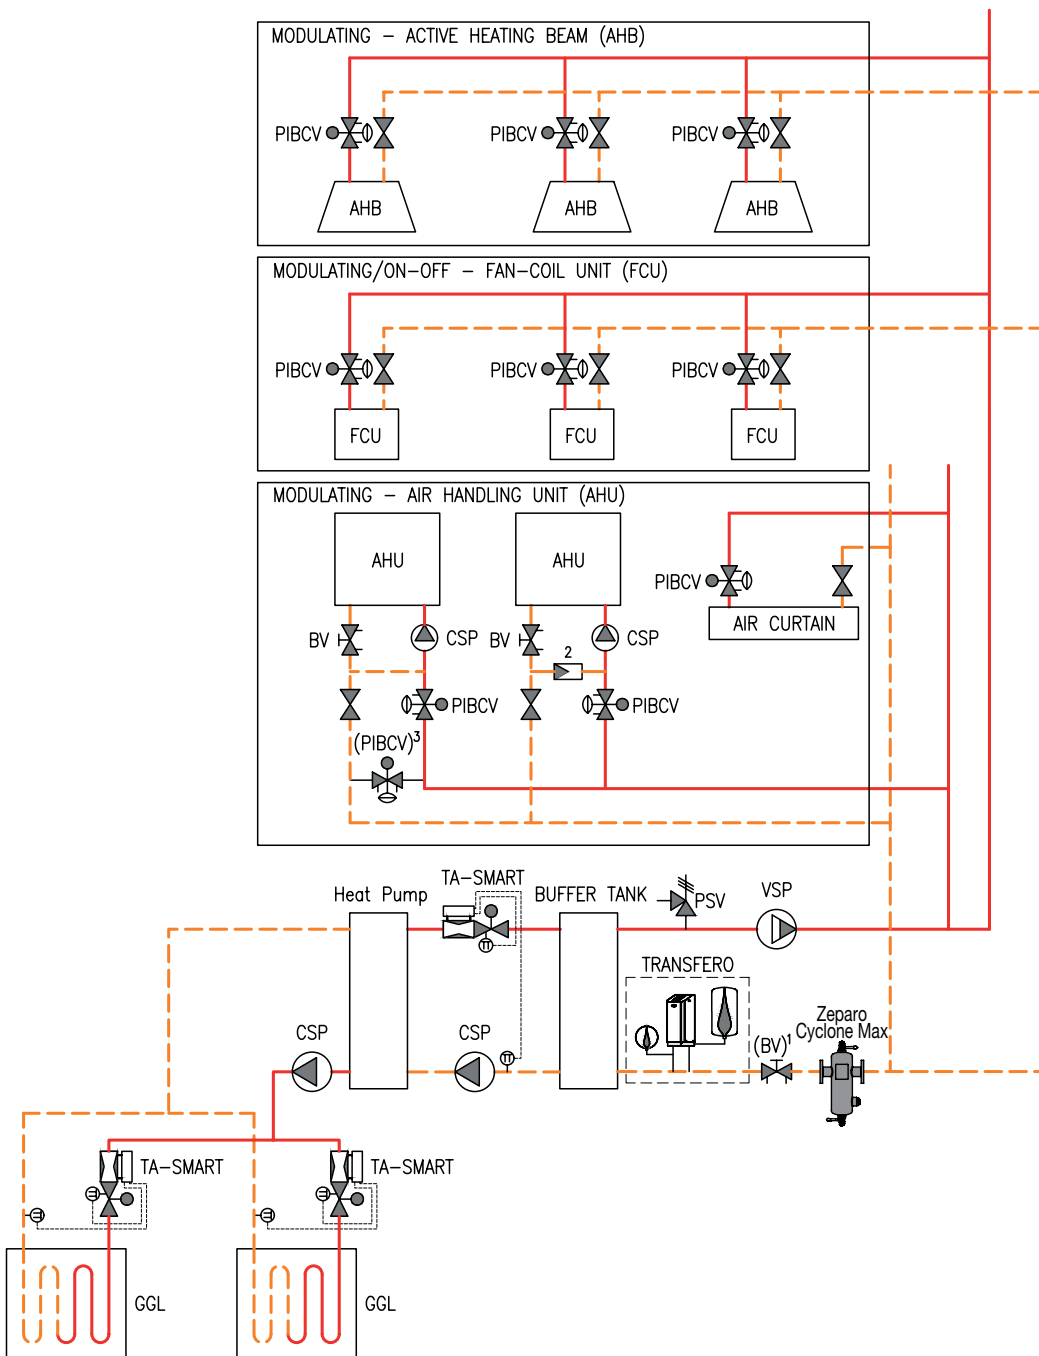 MODULATING – ACTIVE HEATING BEAM (AHB)
PIBCV PIBCV PIBCV
AHB AHB AHB
MODULATING/ON-OFF – FAN-COIL UNIT (FCU)
PIBCV PIBCV PIBCV
FCU FCU FCU
MODULATING – AIR HANDLING UNIT (AHU)
AHU AHU
PIBCV
AIR CURTAIN
BV CSP BV CSP
2
PIBCV PIBCV
(PIBCV)³
TA-SMART
Heat Pump BUFFER TANK PSV VSP
TRANSFERO
Zeparo
Cyclone Max
CSP CSP (BV)¹
TA-SMART TA-SMART
GGL GGL